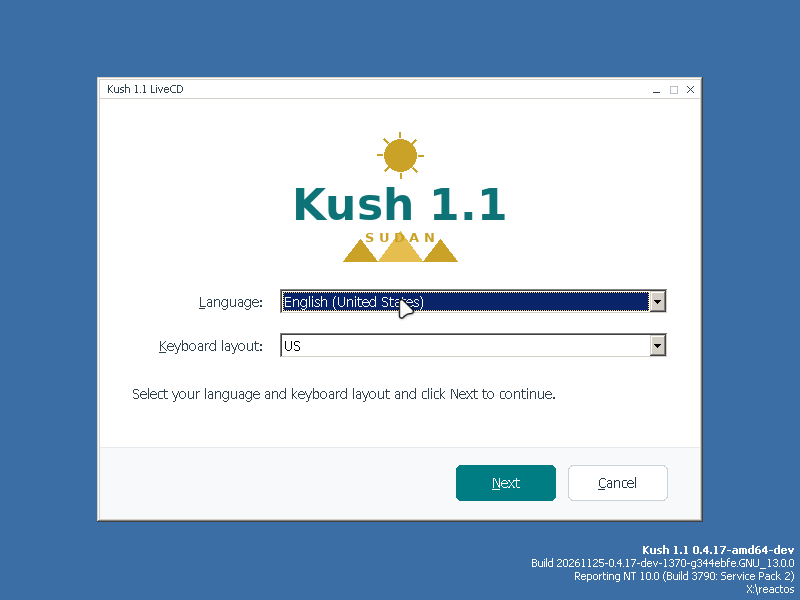 Kush 1.1 LiveCD
Kush 1.1
SUDAN
Language: English (United States)
Keyboard layout: US
Select your language and keyboard layout and click Next to continue.
Next Cancel
Kush 1.1 0.4.17-amd64-dev
Build 20261125-0.4.17-dev-1370-g344ebfe.GNU_13.0.0
Reporting NT 10.0 (Build 3790: Service Pack 2)
X:\reactos